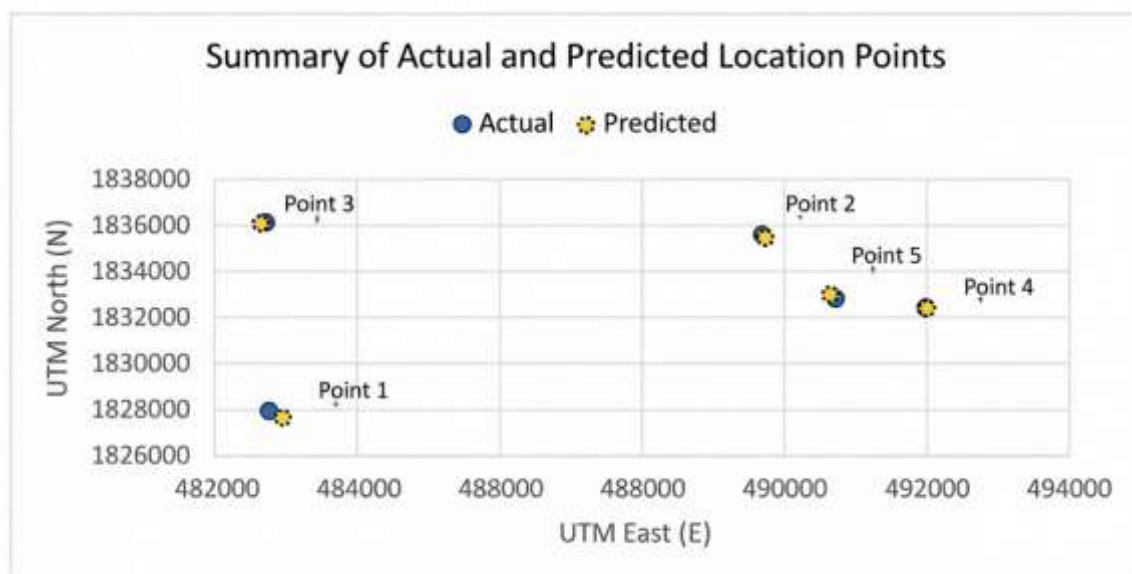 Summary of Actual and Predicted Location Points
Actual Predicted
1838000
1836000
1834000
1832000
1830000
1828000
1826000
UTM North (N)
Point 3
Point 2
Point 5
Point 4
Point 1
482000 484000 488000 488000 490000 492000 494000
UTM East (E)